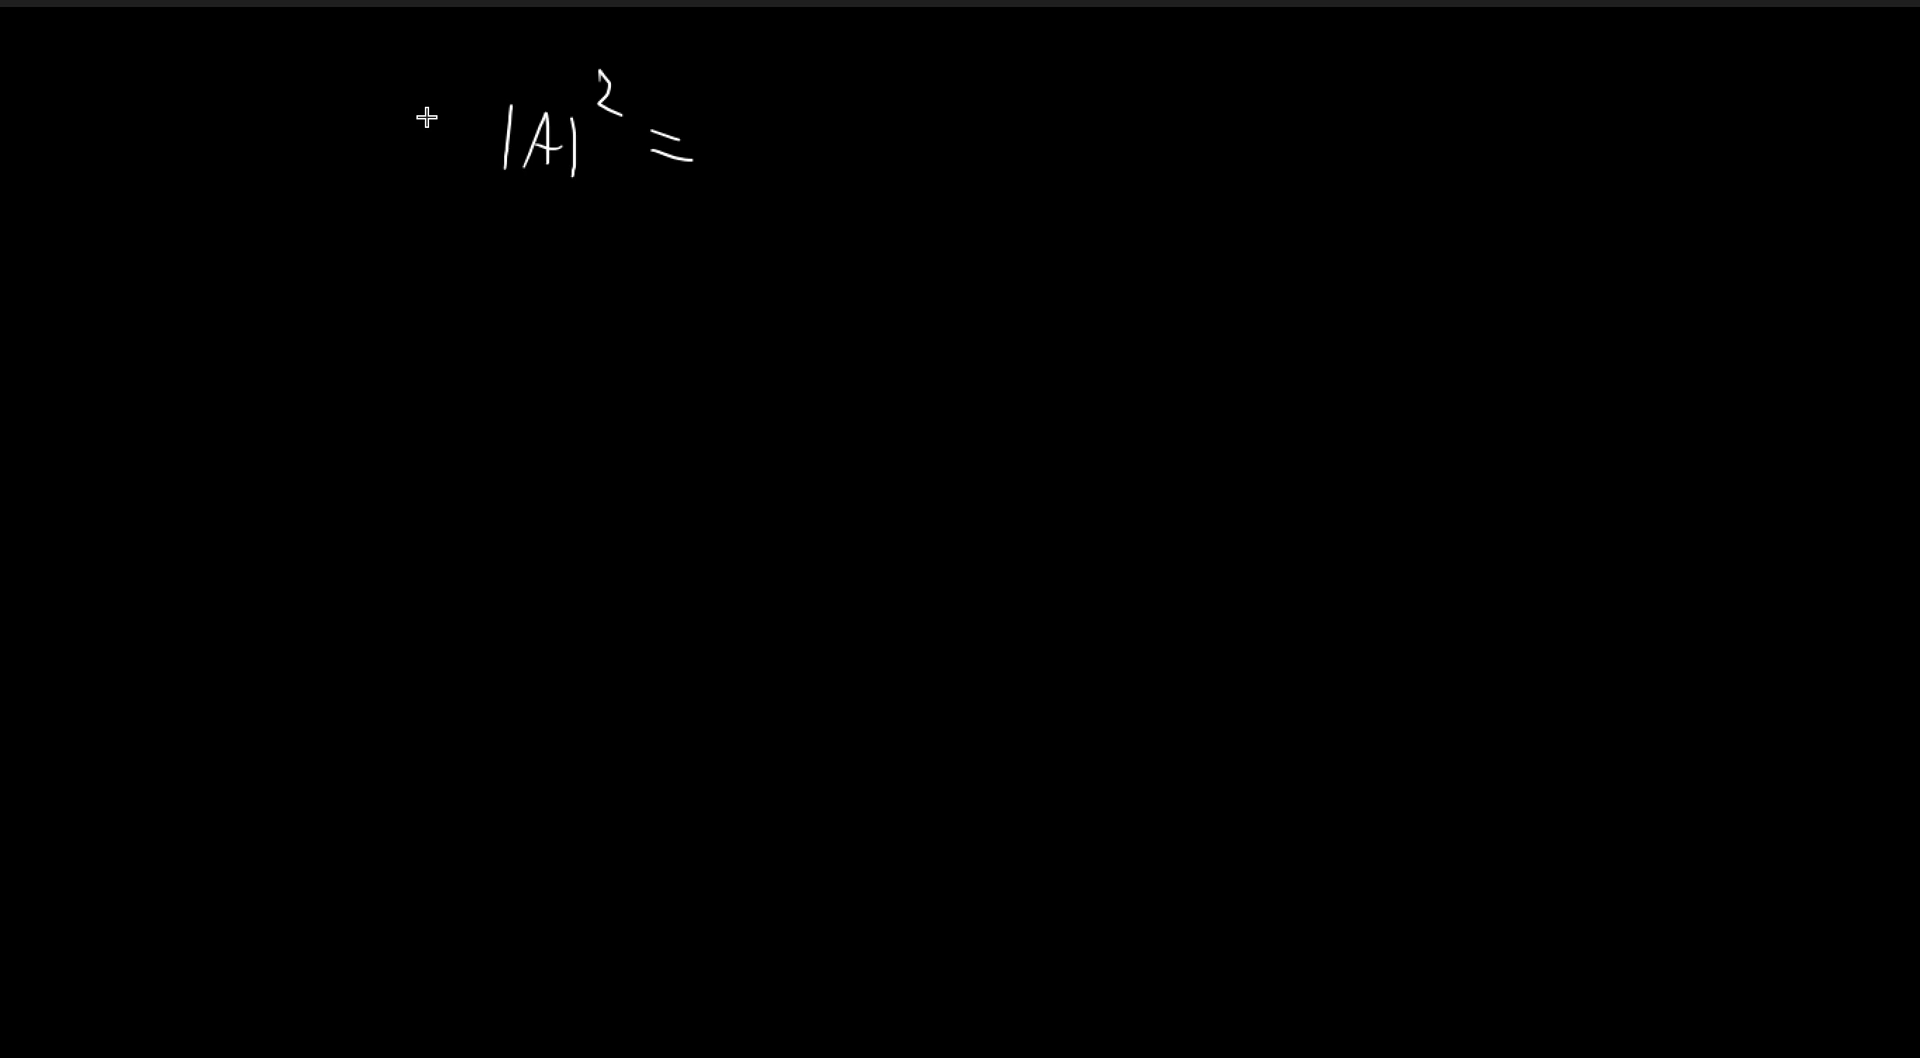 |A|² =